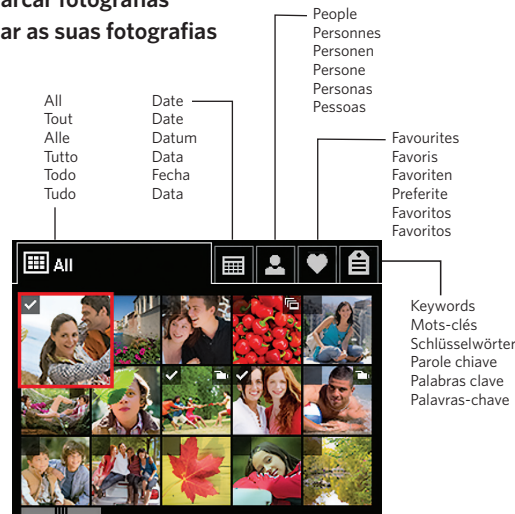 arcar fotografías
ar as suas fotografias
People
Personnes
Personen
Persone
Personas
Pessoas
All
Tout
Alle
Tutto
Todo
Tudo
Date
Date
Datum
Data
Fecha
Data
Favourites
Favoris
Favoriten
Preferite
Favoritos
Favoritos
All
Keywords
Mots-clés
Schlüsselwörter
Parole chiave
Palabras clave
Palavras-chave